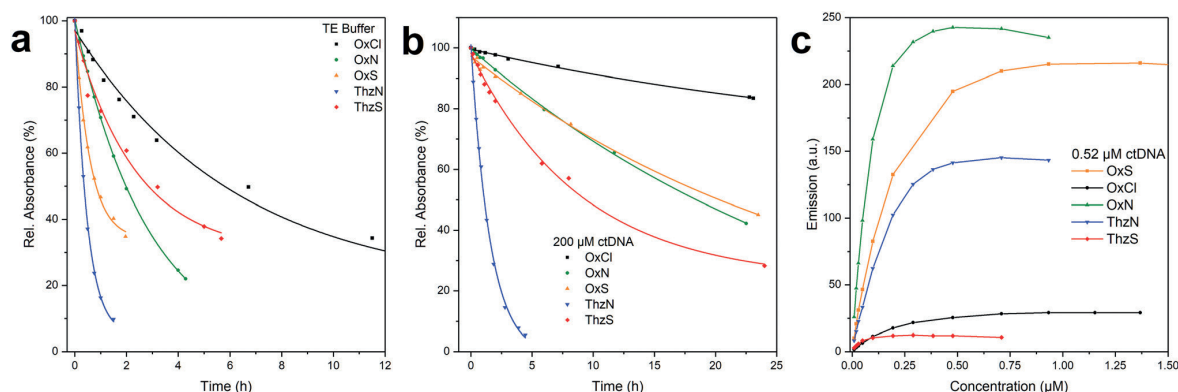 a
TE Buffer
OxCl
OxN
OxS
ThzN
ThzS
Rel. Absorbance (%)
100
80
60
40
20
0
0
2
4
6
8
10
12
Time (h)
b
200 µM ctDNA
OxCl
OxN
OxS
ThzN
ThzS
Rel. Absorbance (%)
100
80
60
40
20
0
0
5
10
15
20
25
Time (h)
c
0.52 µM ctDNA
OxS
OxCl
OxN
ThzN
ThzS
Emission (a.u.)
250
200
150
100
50
0
0.00
0.25
0.50
0.75
1.00
1.25
1.50
Concentration (µM)